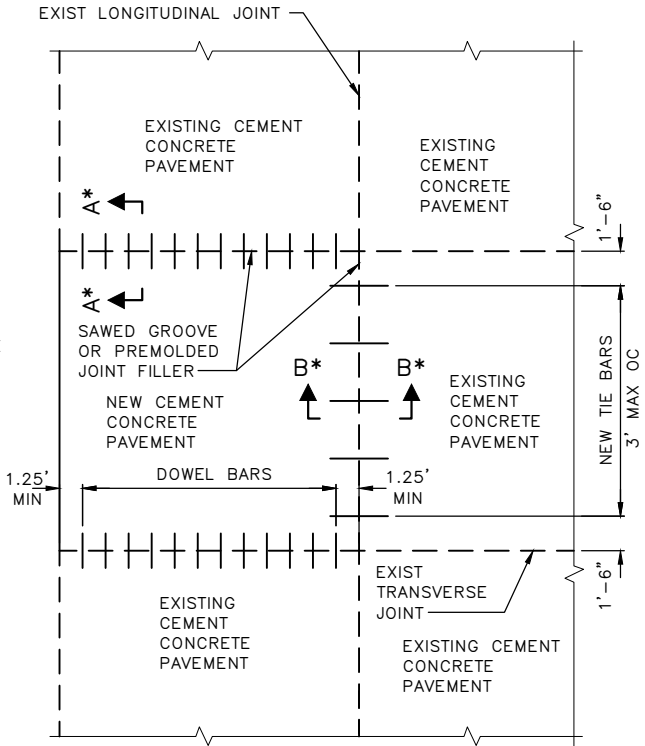 EXIST LONGITUDINAL JOINT
EXISTING CEMENT
CONCRETE
PAVEMENT
EXISTING
CEMENT
CONCRETE
PAVEMENT
A*
1'-6"
A*
SAWED GROOVE
OR PREMOLDED
JOINT FILLER
B*
B*
NEW CEMENT
CONCRETE
PAVEMENT
EXISTING
CEMENT
CONCRETE
PAVEMENT
NEW TIE BARS
3' MAX OC
1.25'
MIN
DOWEL BARS
1.25'
MIN
EXIST
TRANSVERSE
JOINT
1'-6"
EXISTING
CEMENT
CONCRETE
PAVEMENT
EXISTING CEMENT
CONCRETE
PAVEMENT